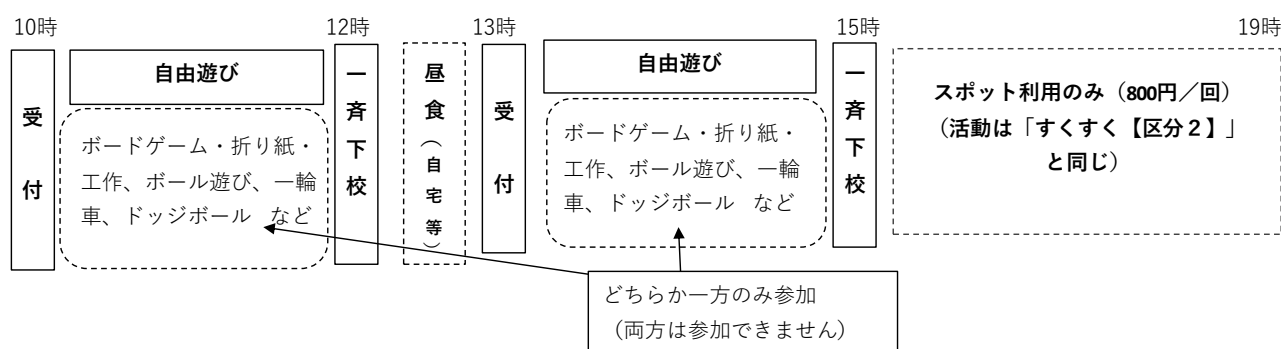 10時
12時
13時
15時
19時
受付
自由遊び
ボードゲーム・折り紙・
工作、ボール遊び、一輪
車、ドッジボール　など
一斉下校
昼食（自宅等）
受付
自由遊び
ボードゲーム・折り紙・
工作、ボール遊び、一輪
車、ドッジボール　など
一斉下校
スポット利用のみ（800円／回）
（活動は「すくすく【区分２】」
と同じ）
どちらか一方のみ参加
（両方は参加できません）